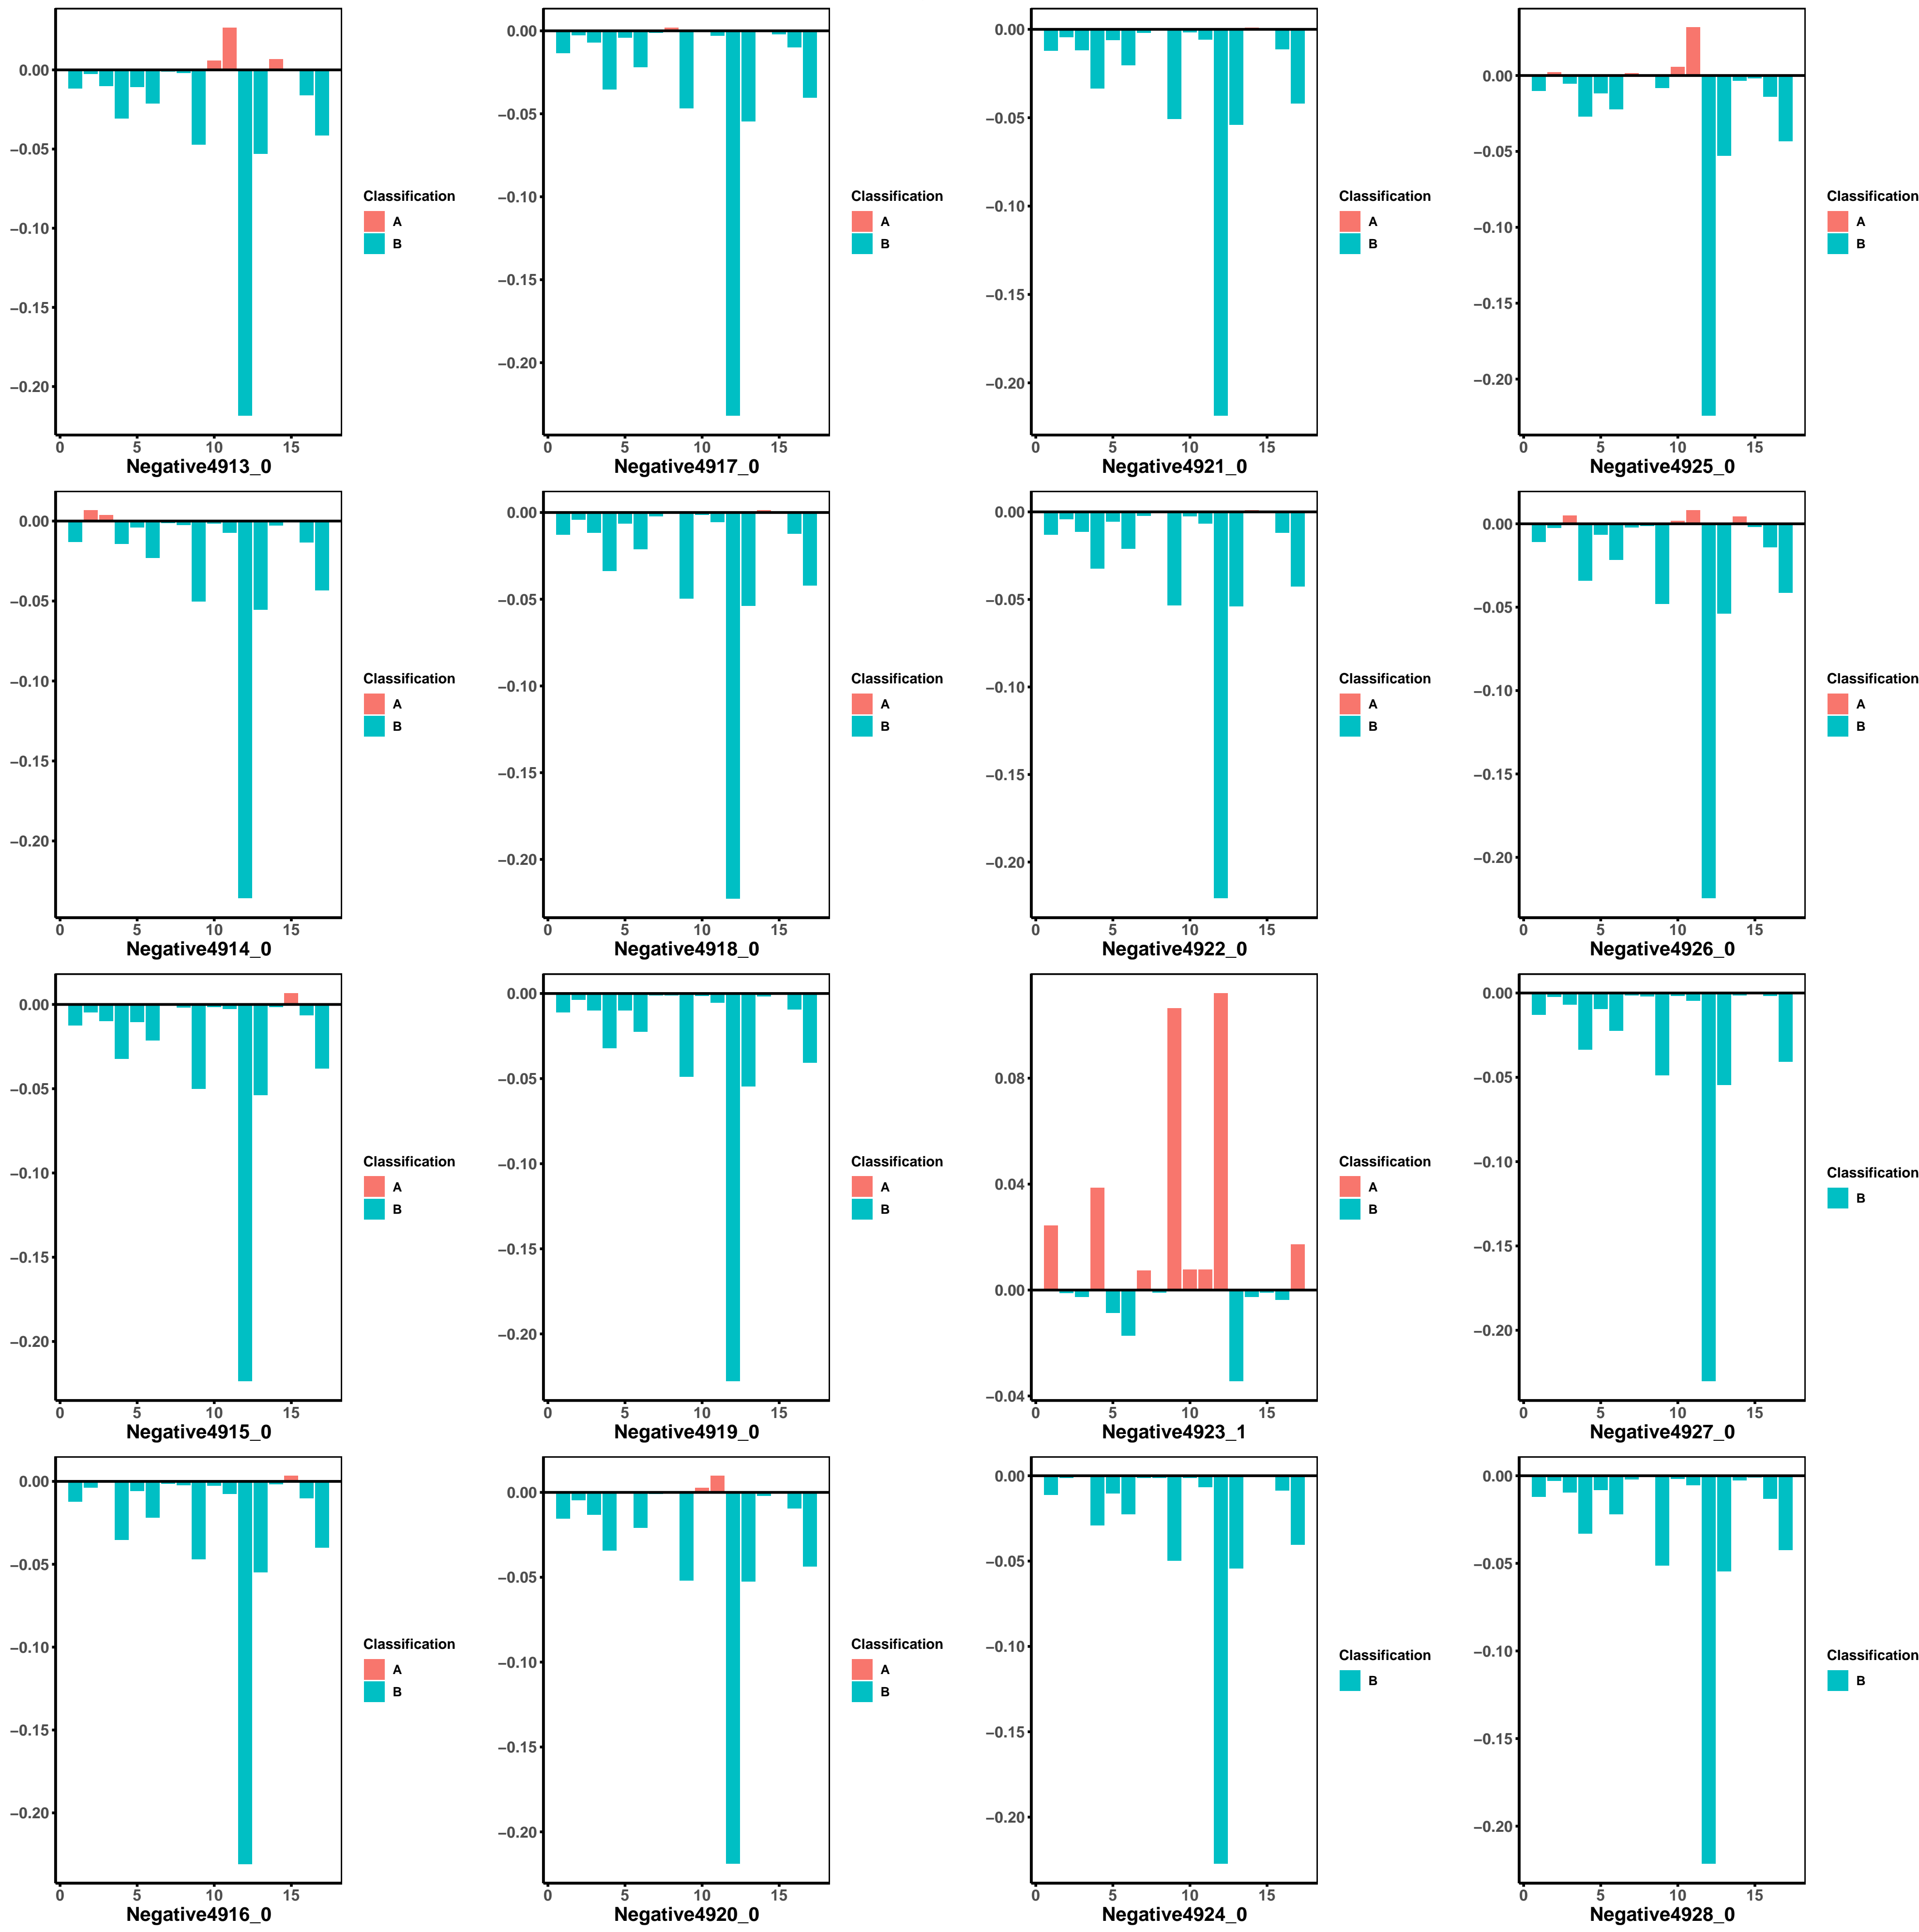 0.00
−0.05
−0.10
−0.15
−0.20
0 5 10 15
Negative4913_0
Classification
A
B
0.00
−0.05
−0.10
−0.15
−0.20
0 5 10 15
Negative4917_0
Classification
A
B
0.00
−0.05
−0.10
−0.15
−0.20
0 5 10 15
Negative4921_0
Classification
A
B
0.00
−0.05
−0.10
−0.15
−0.20
0 5 10 15
Negative4925_0
Classification
A
B
0.00
−0.05
−0.10
−0.15
−0.20
0 5 10 15
Negative4914_0
Classification
A
B
0.00
−0.05
−0.10
−0.15
−0.20
0 5 10 15
Negative4918_0
Classification
A
B
0.00
−0.05
−0.10
−0.15
−0.20
0 5 10 15
Negative4922_0
Classification
A
B
0.00
−0.05
−0.10
−0.15
−0.20
0 5 10 15
Negative4926_0
Classification
A
B
0.00
−0.05
−0.10
−0.15
−0.20
0 5 10 15
Negative4915_0
Classification
A
B
0.00
−0.05
−0.10
−0.15
−0.20
0 5 10 15
Negative4919_0
Classification
A
B
0.08
0.04
0.00
−0.04
0 5 10 15
Negative4923_1
Classification
A
B
0.00
−0.05
−0.10
−0.15
−0.20
0 5 10 15
Negative4927_0
Classification
B
0.00
−0.05
−0.10
−0.15
−0.20
0 5 10 15
Negative4916_0
Classification
A
B
0.00
−0.05
−0.10
−0.15
−0.20
0 5 10 15
Negative4920_0
Classification
A
B
0.00
−0.05
−0.10
−0.15
−0.20
0 5 10 15
Negative4924_0
Classification
B
0.00
−0.05
−0.10
−0.15
−0.20
0 5 10 15
Negative4928_0
Classification
B